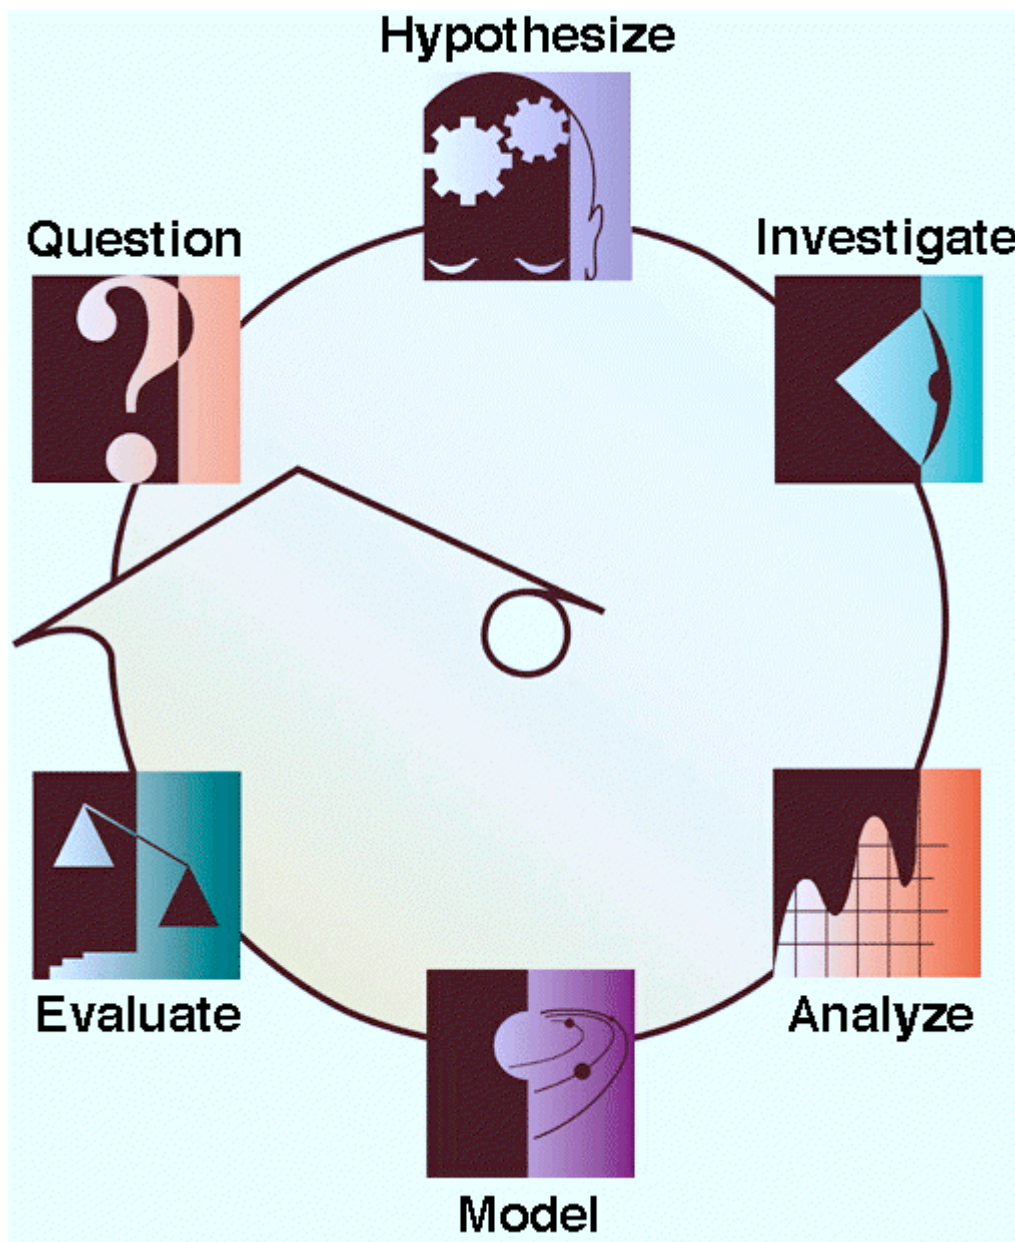 Hypothesize
Question
Investigate
Evaluate
Analyze
Model